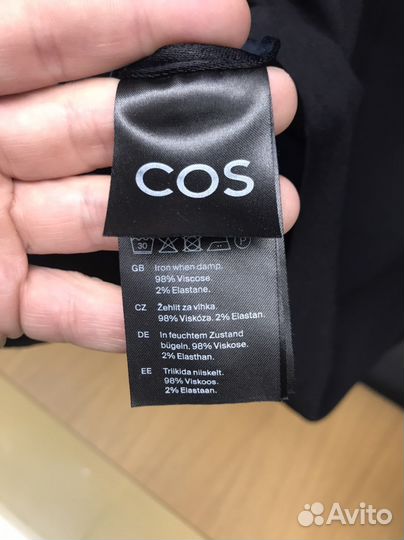 COS
30
P
GB Iron when damp.
98% Viscose
2% Elastane.
CZ Žehlit za vlhka.
98% Viskóza. 2% Elastan.
DE In feuchtem Zustand
bügeln. 98% Viskose.
2% Elasthan.
EE Triikida niiskelt.
98% Viskoos.
2% Elastaan.
Avito